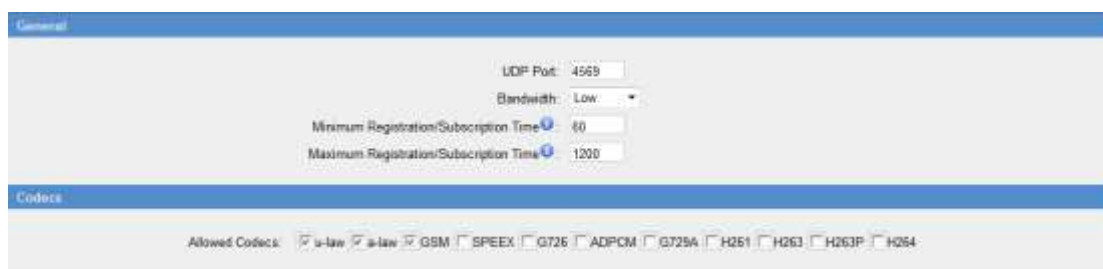 General
UDP Port: 4569
Bandwidth: Low
Minimum Registration/Subscription Time : 60
Maximum Registration/Subscription Time : 1200
Codecs
Allowed Codecs: u-law a-law GSM SPEEX G726 ADPCM G729A H261 H263 H263P H264